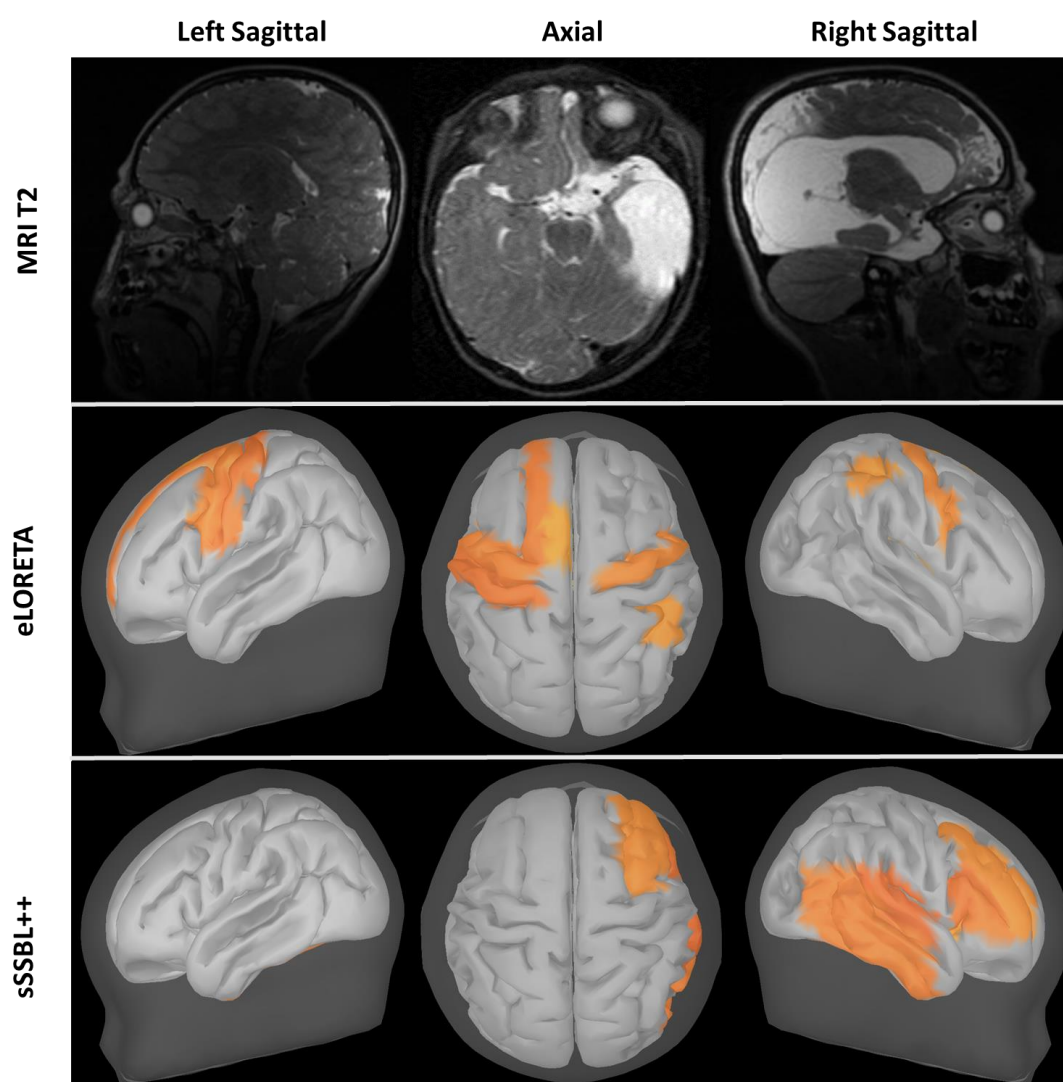 Left Sagittal
Axial
Right Sagittal
MRI T2
eLORETA
sSSBL++